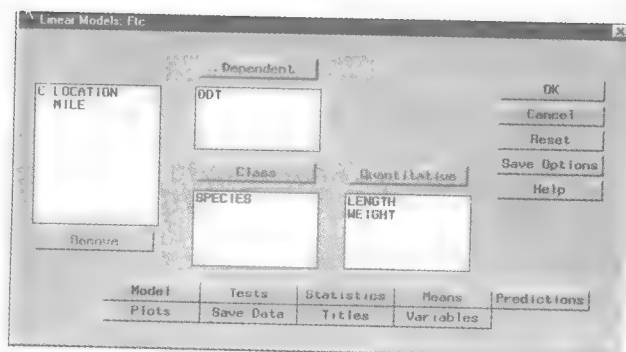 Linear Models: Ftc
Dependent
C LOCATION
MILE
DDT
OK
Cancel
Reset
Save Options
Help
Class
Quantitative
SPECIES
LENGTH
WEIGHT
Remove
Model Tests Statistics Means Predictions
Plots Save Data Titles Variables